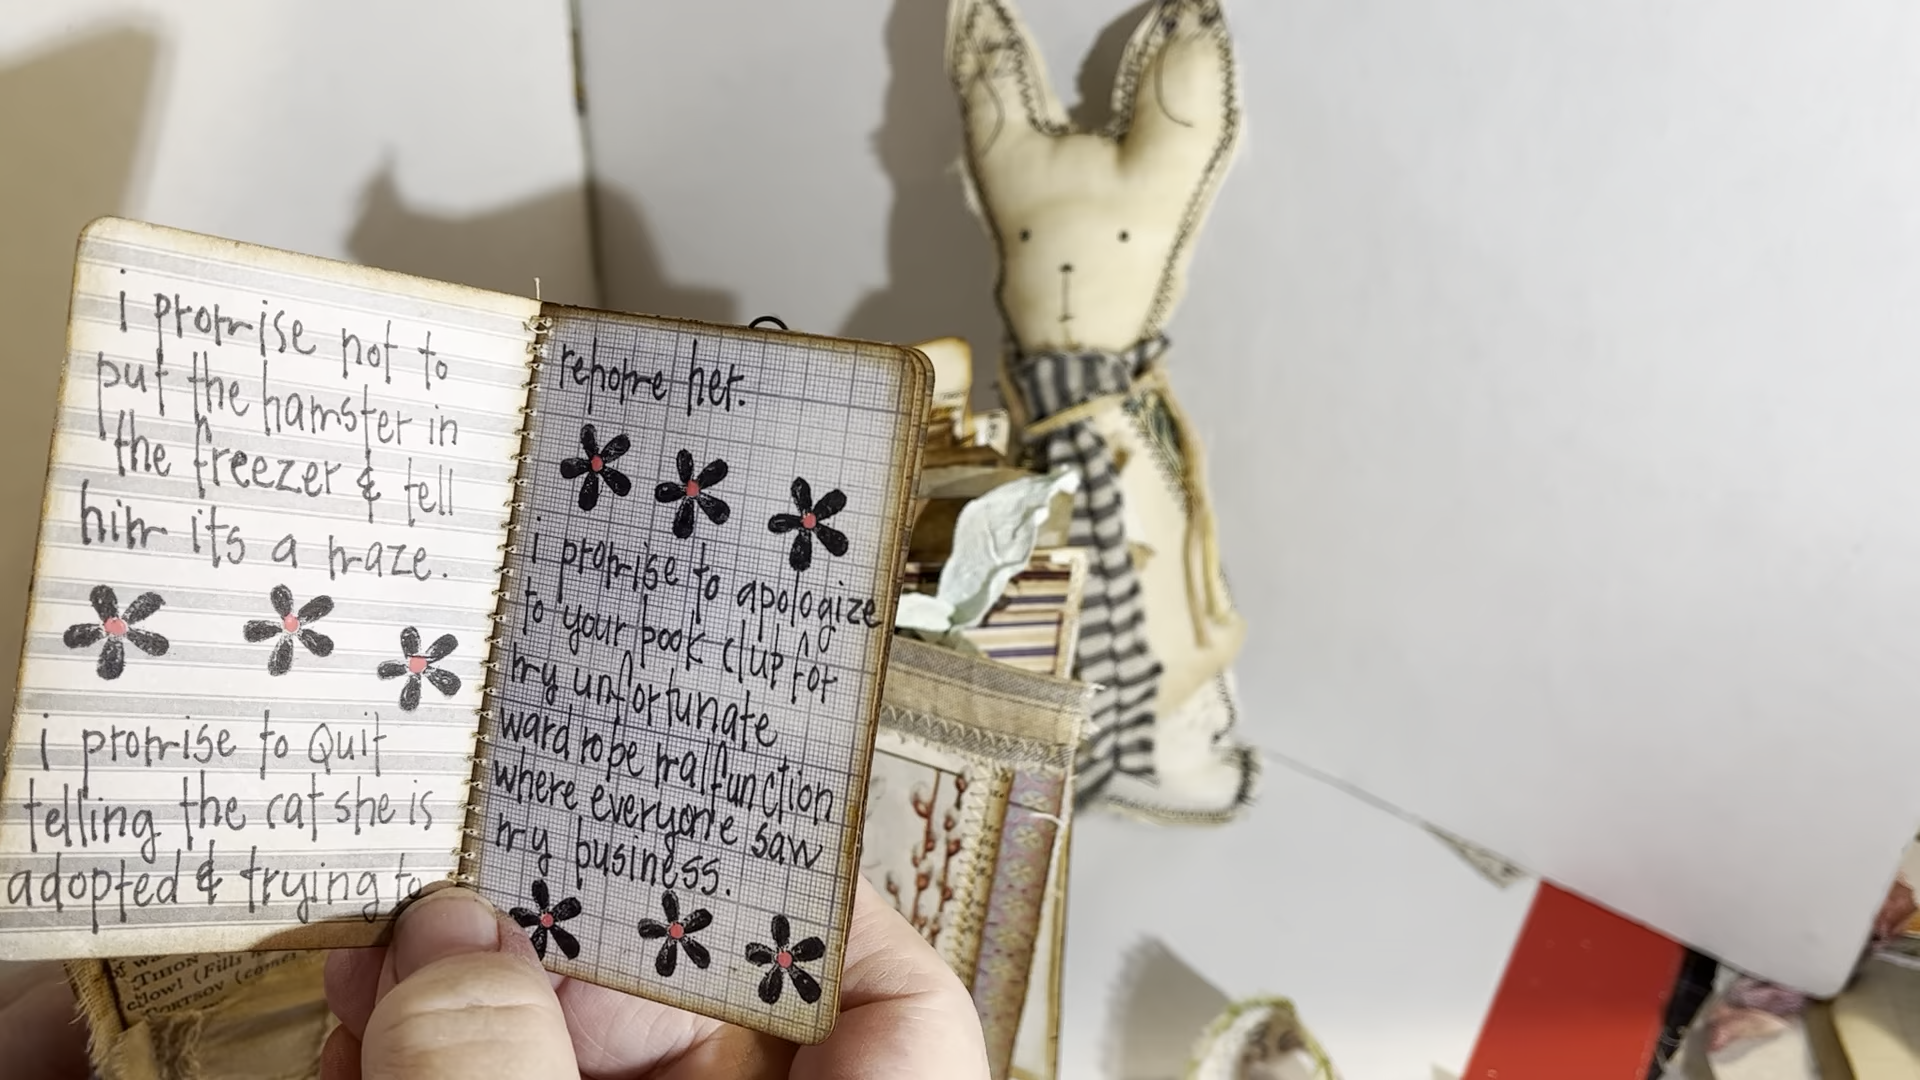 i promise not to
put the hamster in
the freezer & tell
him its a maze.
i promise to Quit
telling the cat she is
adopted & trying to
rehome her.
i promise to apologize
to your book club for
my unfortunate
wardrobe malfunction
where everyone saw
my business.
(Fills
(comes